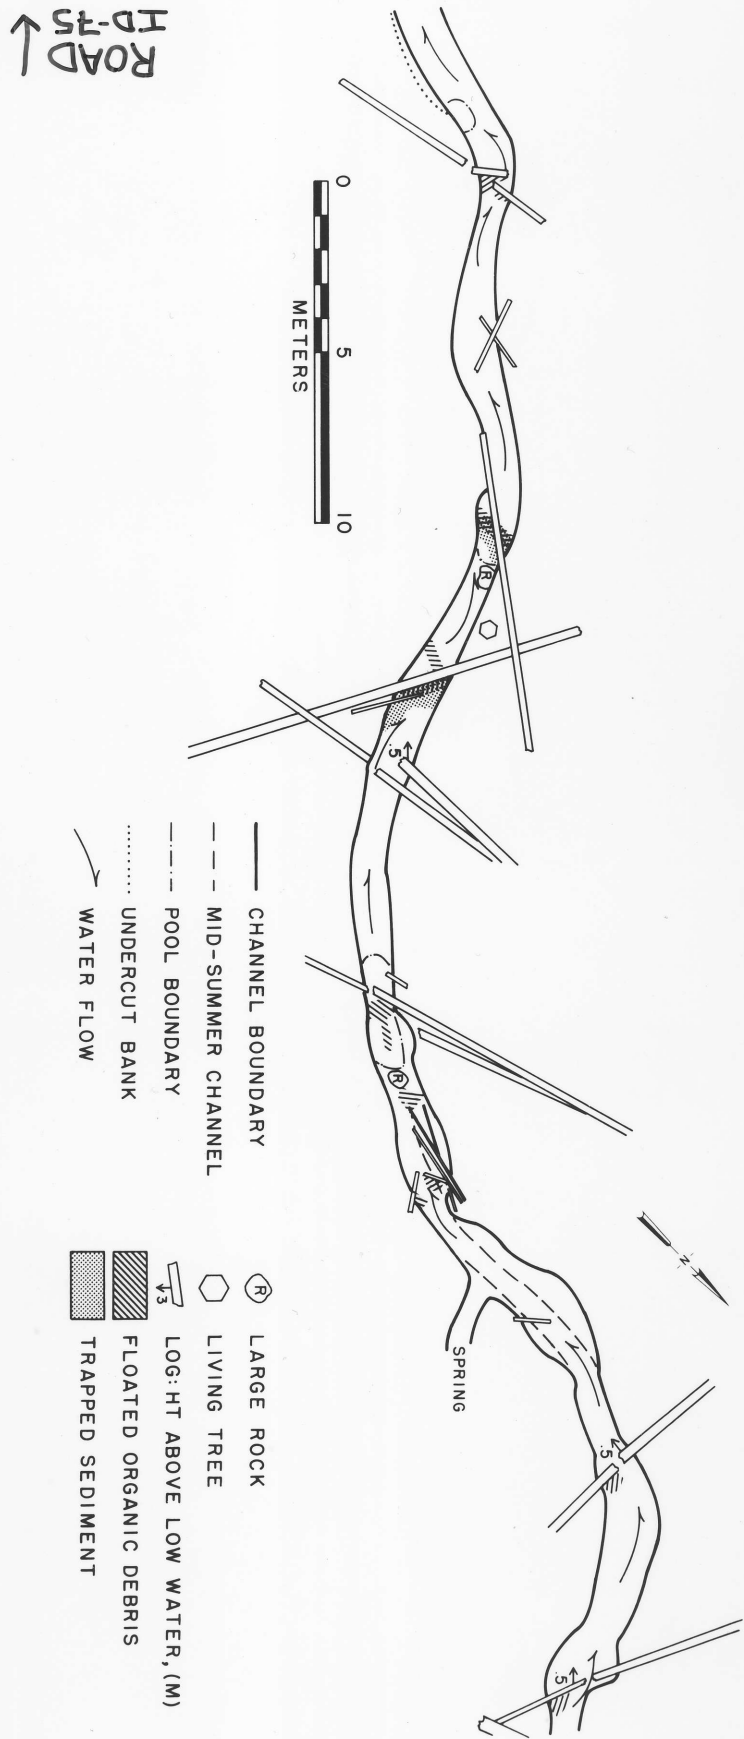 ROAD
ID-75
0
5
10
METERS
R
.5
R
SPRING
N
.5
.5
CHANNEL BOUNDARY
MID-SUMMER CHANNEL
POOL BOUNDARY
UNDERCUT BANK
WATER FLOW
R LARGE ROCK
LIVING TREE
3 LOG: HT ABOVE LOW WATER, (M)
FLOATED ORGANIC DEBRIS
TRAPPED SEDIMENT